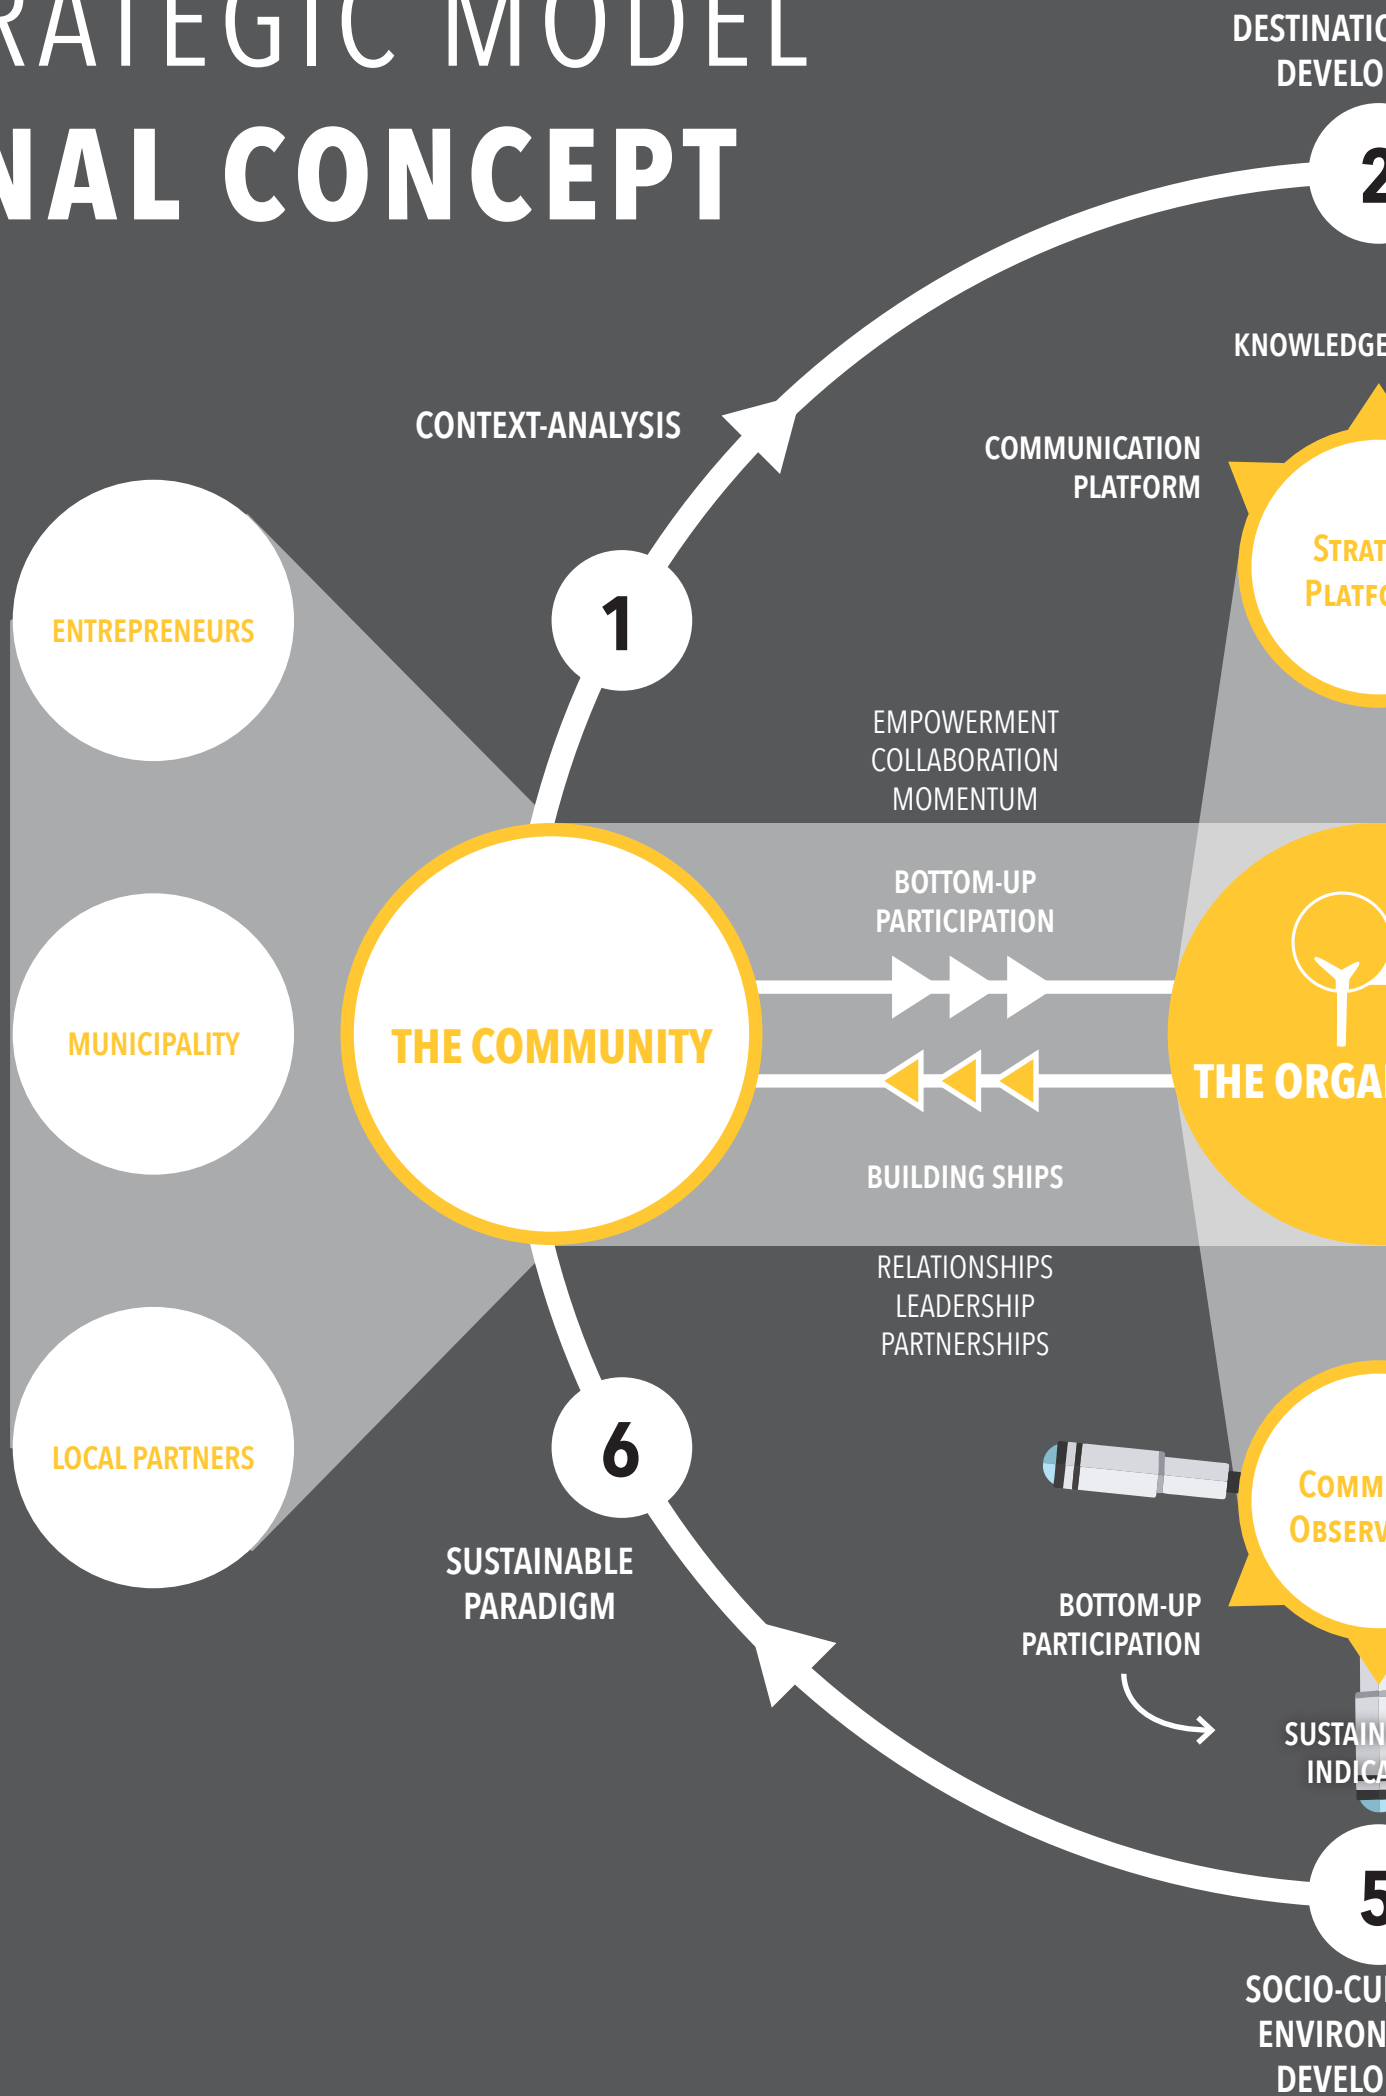 RATEGIC MODEL
NAL CONCEPT
DESTINATIO
DEVELO
2
KNOWLEDGE
CONTEXT-ANALYSIS
COMMUNICATION
PLATFORM
STRAT
PLATFO
ENTREPRENEURS
1
EMPOWERMENT
COLLABORATION
MOMENTUM
BOTTOM-UP
PARTICIPATION
MUNICIPALITY
THE COMMUNITY
THE ORGA
BUILDING SHIPS
RELATIONSHIPS
LEADERSHIP
PARTNERSHIPS
LOCAL PARTNERS
6
COMM
OBSERV
SUSTAINABLE
PARADIGM
BOTTOM-UP
PARTICIPATION
SUSTAIN
INDICA
5
SOCIO-CUL
ENVIRON
DEVELO